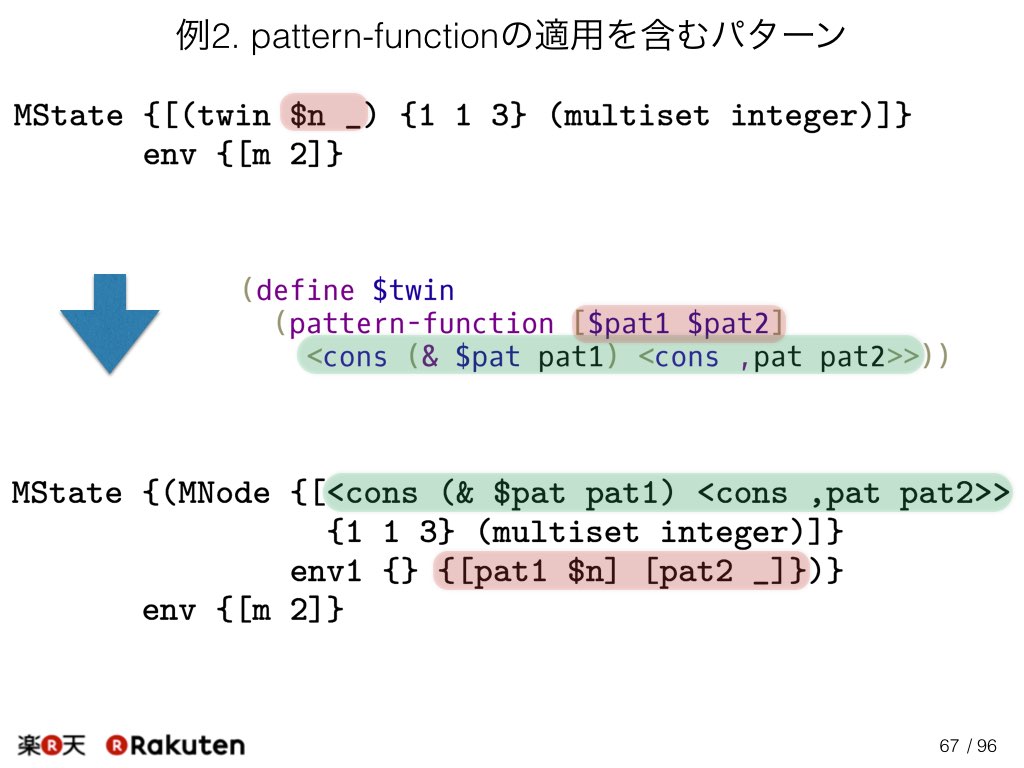 例2. pattern-functionの適用を含むパターン
MState {[(twin $n _) {1 1 3} (multiset integer)]}
env {[m 2]}
(define $twin
(pattern-function [$pat1 $pat2]
<cons (& $pat pat1) <cons ,pat pat2>>))
MState {(MNode {[<cons (& $pat pat1) <cons ,pat pat2>>
{1 1 3} (multiset integer)]}
env1 {} {[pat1 $n] [pat2 _]})}
env {[m 2]}
楽R天 R Rakuten
67 / 96